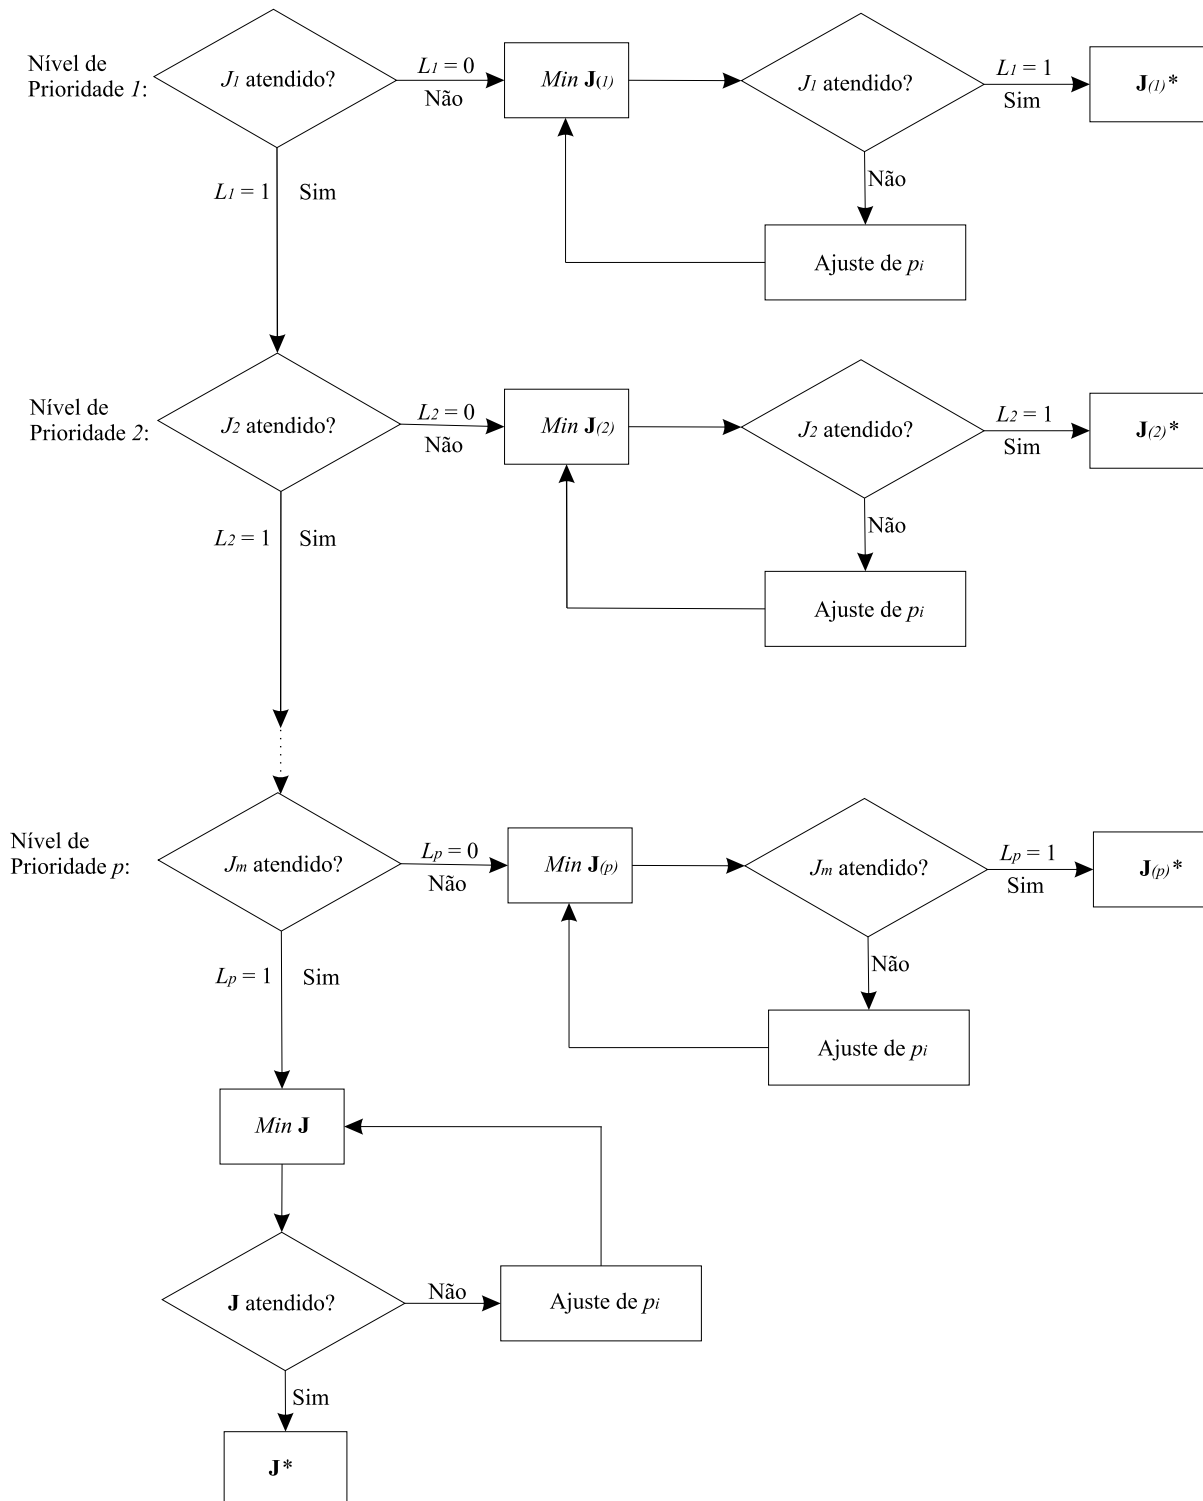 Nível de
Prioridade 1:
J1 atendido?
L1 = 0
Não
Min J(1)
J1 atendido?
L1 = 1
Sim
J(1)*
L1 = 1
Sim
Não
Ajuste de pi
Nível de
Prioridade 2:
J2 atendido?
L2 = 0
Não
Min J(2)
J2 atendido?
L2 = 1
Sim
J(2)*
L2 = 1
Sim
Não
Ajuste de pi
Nível de
Prioridade p:
Jm atendido?
Lp = 0
Não
Min J(p)
Jm atendido?
Lp = 1
Sim
J(p)*
Lp = 1
Sim
Não
Ajuste de pi
Min J
J atendido?
Não
Ajuste de pi
Sim
J*